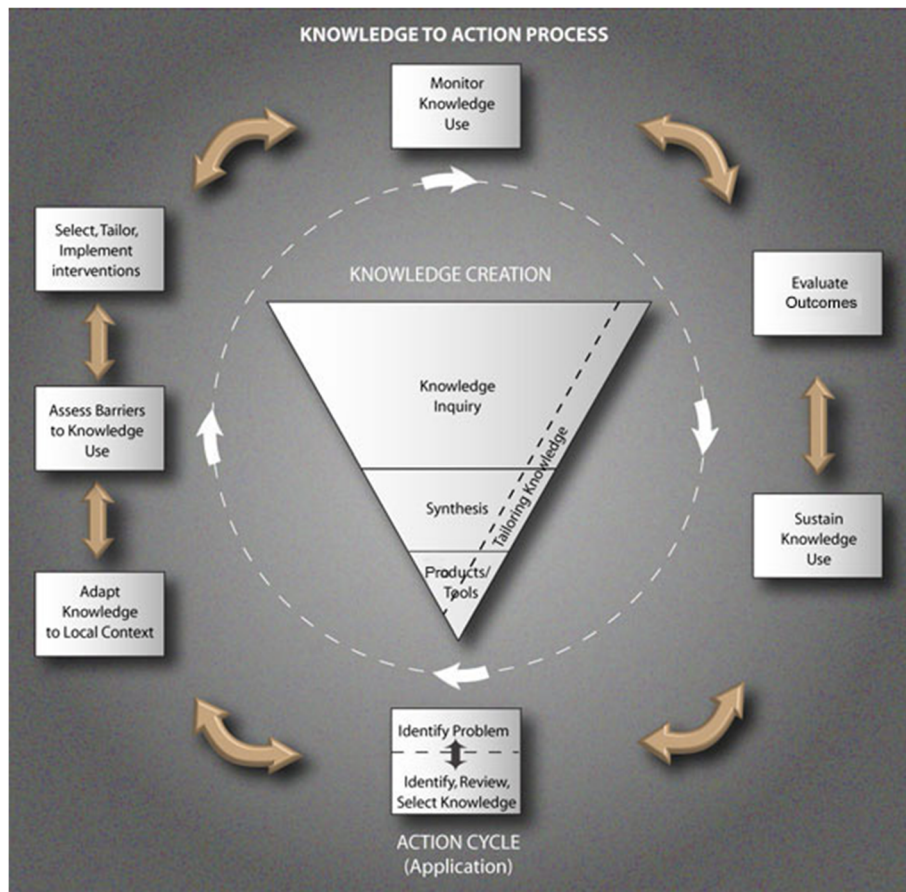 KNOWLEDGE TO ACTION PROCESS
Monitor
Knowledge
Use
Select, Tailor,
Implement
interventions
KNOWLEDGE CREATION
Evaluate
Outcomes
Knowledge
Inquiry
Assess Barriers
to Knowledge
Use
Tailoring Knowledge
Synthesis
Sustain
Knowledge
Use
Products/
Tools
Adapt
Knowledge
to Local Context
Identify Problem
Identify, Review,
Select Knowledge
ACTION CYCLE
(Application)